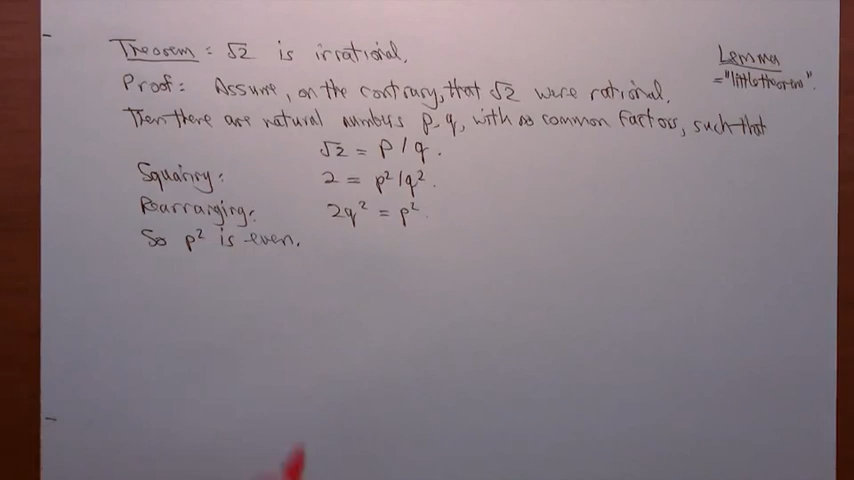 Theorem: √2 is irrational.
Lemma
= "little theorem".
Proof: Assume, on the contrary, that √2 were rational.
Then there are natural numbers p, q, with no common factors, such that
√2 = p / q.
Squaring: 2 = p²/q².
Rearranging: 2q² = p².
So p² is even.